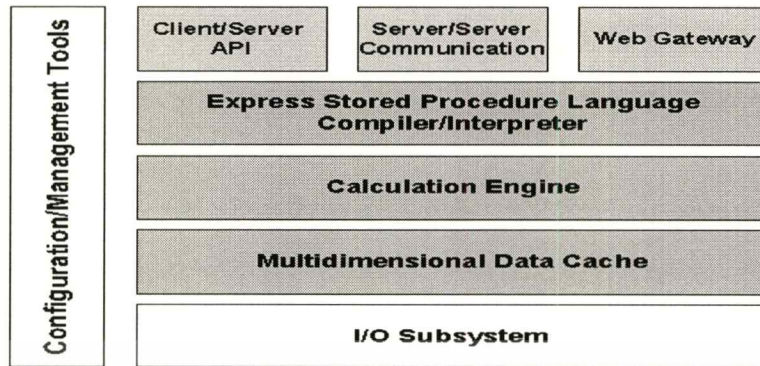 Configuration/Management Tools
Client/Server
API
Server/Server
Communication
Web Gateway
Express Stored Procedure Language
Compiler/Interpreter
Calculation Engine
Multidimensional Data Cache
I/O Subsystem